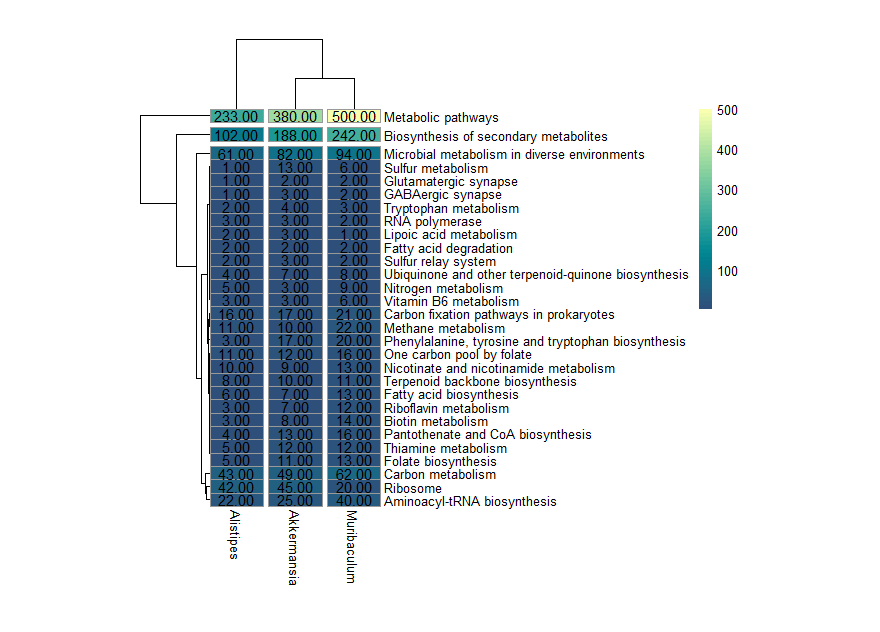 233.00 380.00 500.00 Metabolic pathways
102.00 188.00 242.00 Biosynthesis of secondary metabolites
61.00 82.00 94.00 Microbial metabolism in diverse environments
1.00 13.00 6.00 Sulfur metabolism
1.00 2.00 2.00 Glutamatergic synapse
1.00 3.00 2.00 GABAergic synapse
2.00 4.00 3.00 Tryptophan metabolism
3.00 3.00 2.00 RNA polymerase
2.00 3.00 1.00 Lipoic acid metabolism
2.00 2.00 2.00 Fatty acid degradation
2.00 3.00 2.00 Sulfur relay system
4.00 7.00 8.00 Ubiquinone and other terpenoid-quinone biosynthesis
5.00 3.00 9.00 Nitrogen metabolism
3.00 3.00 6.00 Vitamin B6 metabolism
16.00 17.00 21.00 Carbon fixation pathways in prokaryotes
11.00 10.00 22.00 Methane metabolism
3.00 17.00 20.00 Phenylalanine, tyrosine and tryptophan biosynthesis
11.00 12.00 16.00 One carbon pool by folate
10.00 9.00 13.00 Nicotinate and nicotinamide metabolism
8.00 10.00 11.00 Terpenoid backbone biosynthesis
6.00 7.00 13.00 Fatty acid biosynthesis
3.00 7.00 12.00 Riboflavin metabolism
3.00 8.00 14.00 Biotin metabolism
4.00 13.00 16.00 Pantothenate and CoA biosynthesis
5.00 12.00 12.00 Thiamine metabolism
5.00 11.00 13.00 Folate biosynthesis
43.00 49.00 62.00 Carbon metabolism
42.00 45.00 20.00 Ribosome
22.00 25.00 40.00 Aminoacyl-tRNA biosynthesis
Alistipes
Akkermansia
Muribaculum
500
400
300
200
100